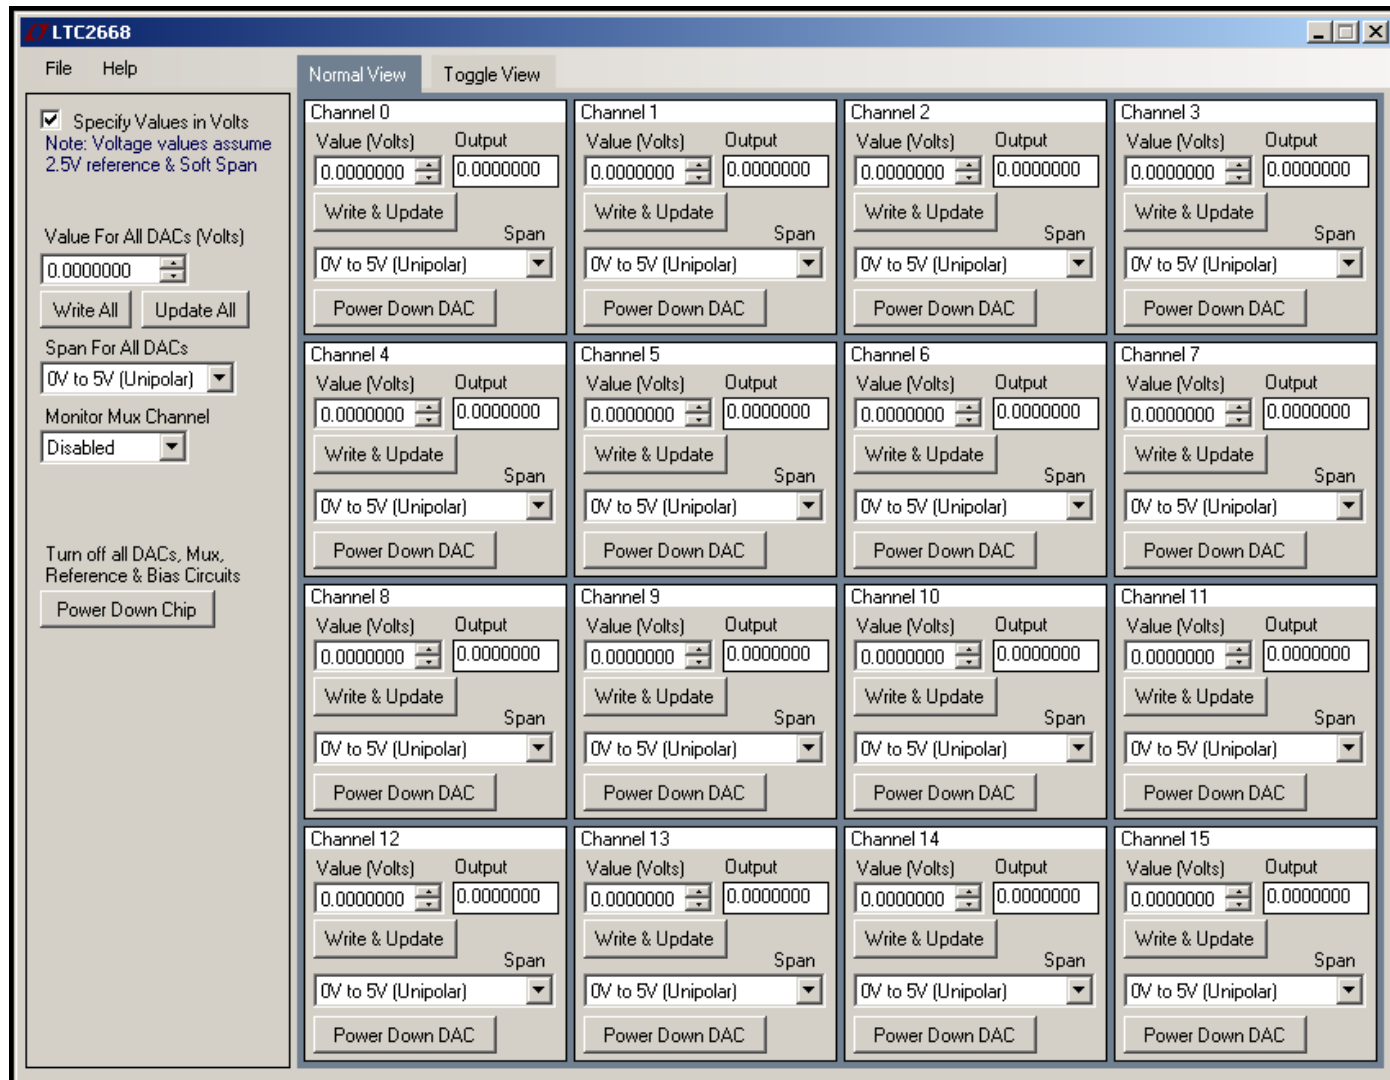 LTC2668
File Help
Normal View Toggle View
Specify Values in Volts
Note: Voltage values assume
2.5V reference & Soft Span
Value For All DACs (Volts)
0.0000000
Write All Update All
Span For All DACs
0V to 5V (Unipolar)
Monitor Mux Channel
Disabled
Turn off all DACs, Mux,
Reference & Bias Circuits
Power Down Chip
Channel 0
Value (Volts) Output
0.0000000 0.0000000
Write & Update
Span
0V to 5V (Unipolar)
Power Down DAC
Channel 1
Value (Volts) Output
0.0000000 0.0000000
Write & Update
Span
0V to 5V (Unipolar)
Power Down DAC
Channel 2
Value (Volts) Output
0.0000000 0.0000000
Write & Update
Span
0V to 5V (Unipolar)
Power Down DAC
Channel 3
Value (Volts) Output
0.0000000 0.0000000
Write & Update
Span
0V to 5V (Unipolar)
Power Down DAC
Channel 4
Value (Volts) Output
0.0000000 0.0000000
Write & Update
Span
0V to 5V (Unipolar)
Power Down DAC
Channel 5
Value (Volts) Output
0.0000000 0.0000000
Write & Update
Span
0V to 5V (Unipolar)
Power Down DAC
Channel 6
Value (Volts) Output
0.0000000 0.0000000
Write & Update
Span
0V to 5V (Unipolar)
Power Down DAC
Channel 7
Value (Volts) Output
0.0000000 0.0000000
Write & Update
Span
0V to 5V (Unipolar)
Power Down DAC
Channel 8
Value (Volts) Output
0.0000000 0.0000000
Write & Update
Span
0V to 5V (Unipolar)
Power Down DAC
Channel 9
Value (Volts) Output
0.0000000 0.0000000
Write & Update
Span
0V to 5V (Unipolar)
Power Down DAC
Channel 10
Value (Volts) Output
0.0000000 0.0000000
Write & Update
Span
0V to 5V (Unipolar)
Power Down DAC
Channel 11
Value (Volts) Output
0.0000000 0.0000000
Write & Update
Span
0V to 5V (Unipolar)
Power Down DAC
Channel 12
Value (Volts) Output
0.0000000 0.0000000
Write & Update
Span
0V to 5V (Unipolar)
Power Down DAC
Channel 13
Value (Volts) Output
0.0000000 0.0000000
Write & Update
Span
0V to 5V (Unipolar)
Power Down DAC
Channel 14
Value (Volts) Output
0.0000000 0.0000000
Write & Update
Span
0V to 5V (Unipolar)
Power Down DAC
Channel 15
Value (Volts) Output
0.0000000 0.0000000
Write & Update
Span
0V to 5V (Unipolar)
Power Down DAC